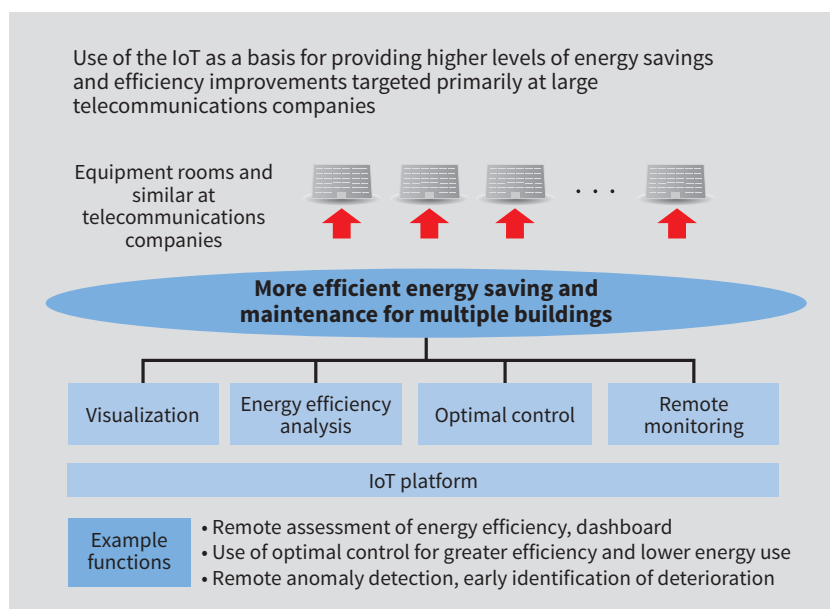 Use of the IoT as a basis for providing higher levels of energy savings
and efficiency improvements targeted primarily at large
telecommunications companies
Equipment rooms and
similar at
telecommunications
companies
. . .
More efficient energy saving and
maintenance for multiple buildings
Visualization
Energy efficiency
analysis
Optimal control
Remote
monitoring
IoT platform
Example
functions
• Remote assessment of energy efficiency, dashboard
• Use of optimal control for greater efficiency and lower energy use
• Remote anomaly detection, early identification of deterioration